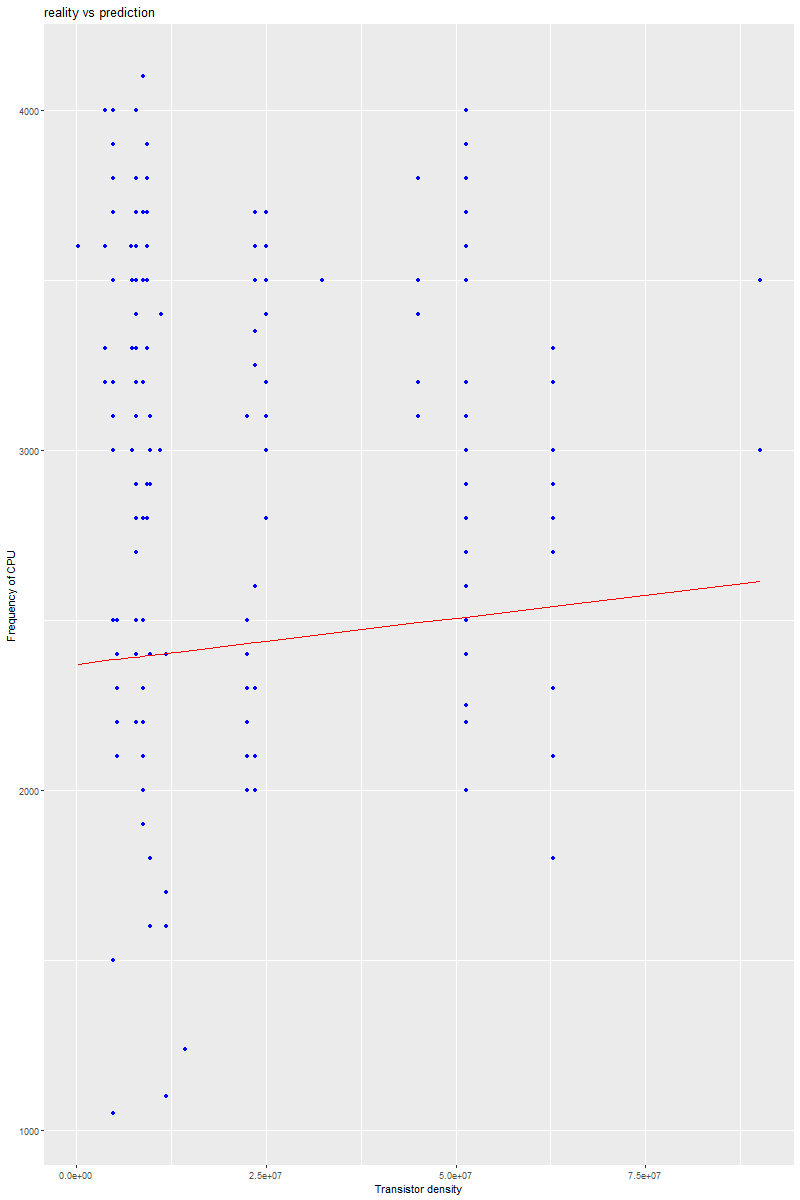 reality vs prediction
4000
3000
2000
1000
Frequency of CPU
0.0e+00 2.5e+07 5.0e+07 7.5e+07
Transistor density